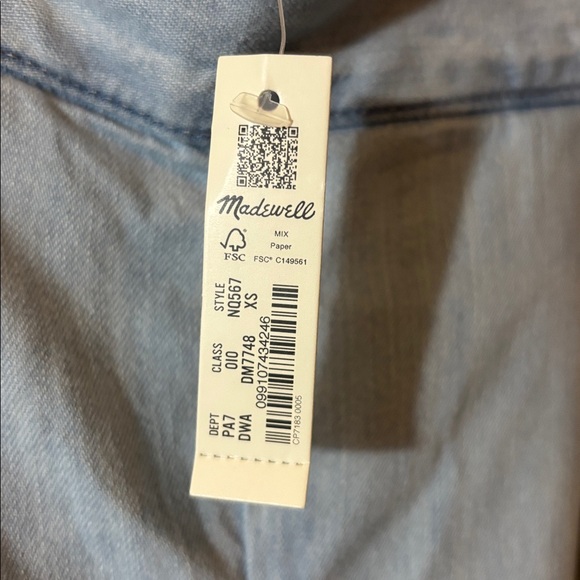 Madewell
MIX
Paper
FSC
FSC® C149561
DEPT CLASS STYLE
PA7 010 NQ567
DWA DM7748 XS
099107434246
CP7183 0005